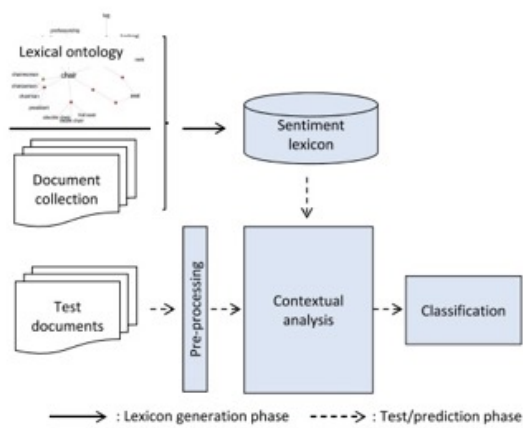 Lexical ontology
chair
Sentiment
lexicon
Document
collection
Test
documents
Pre-processing
Contextual
analysis
Classification
: Lexicon generation phase
: Test/prediction phase